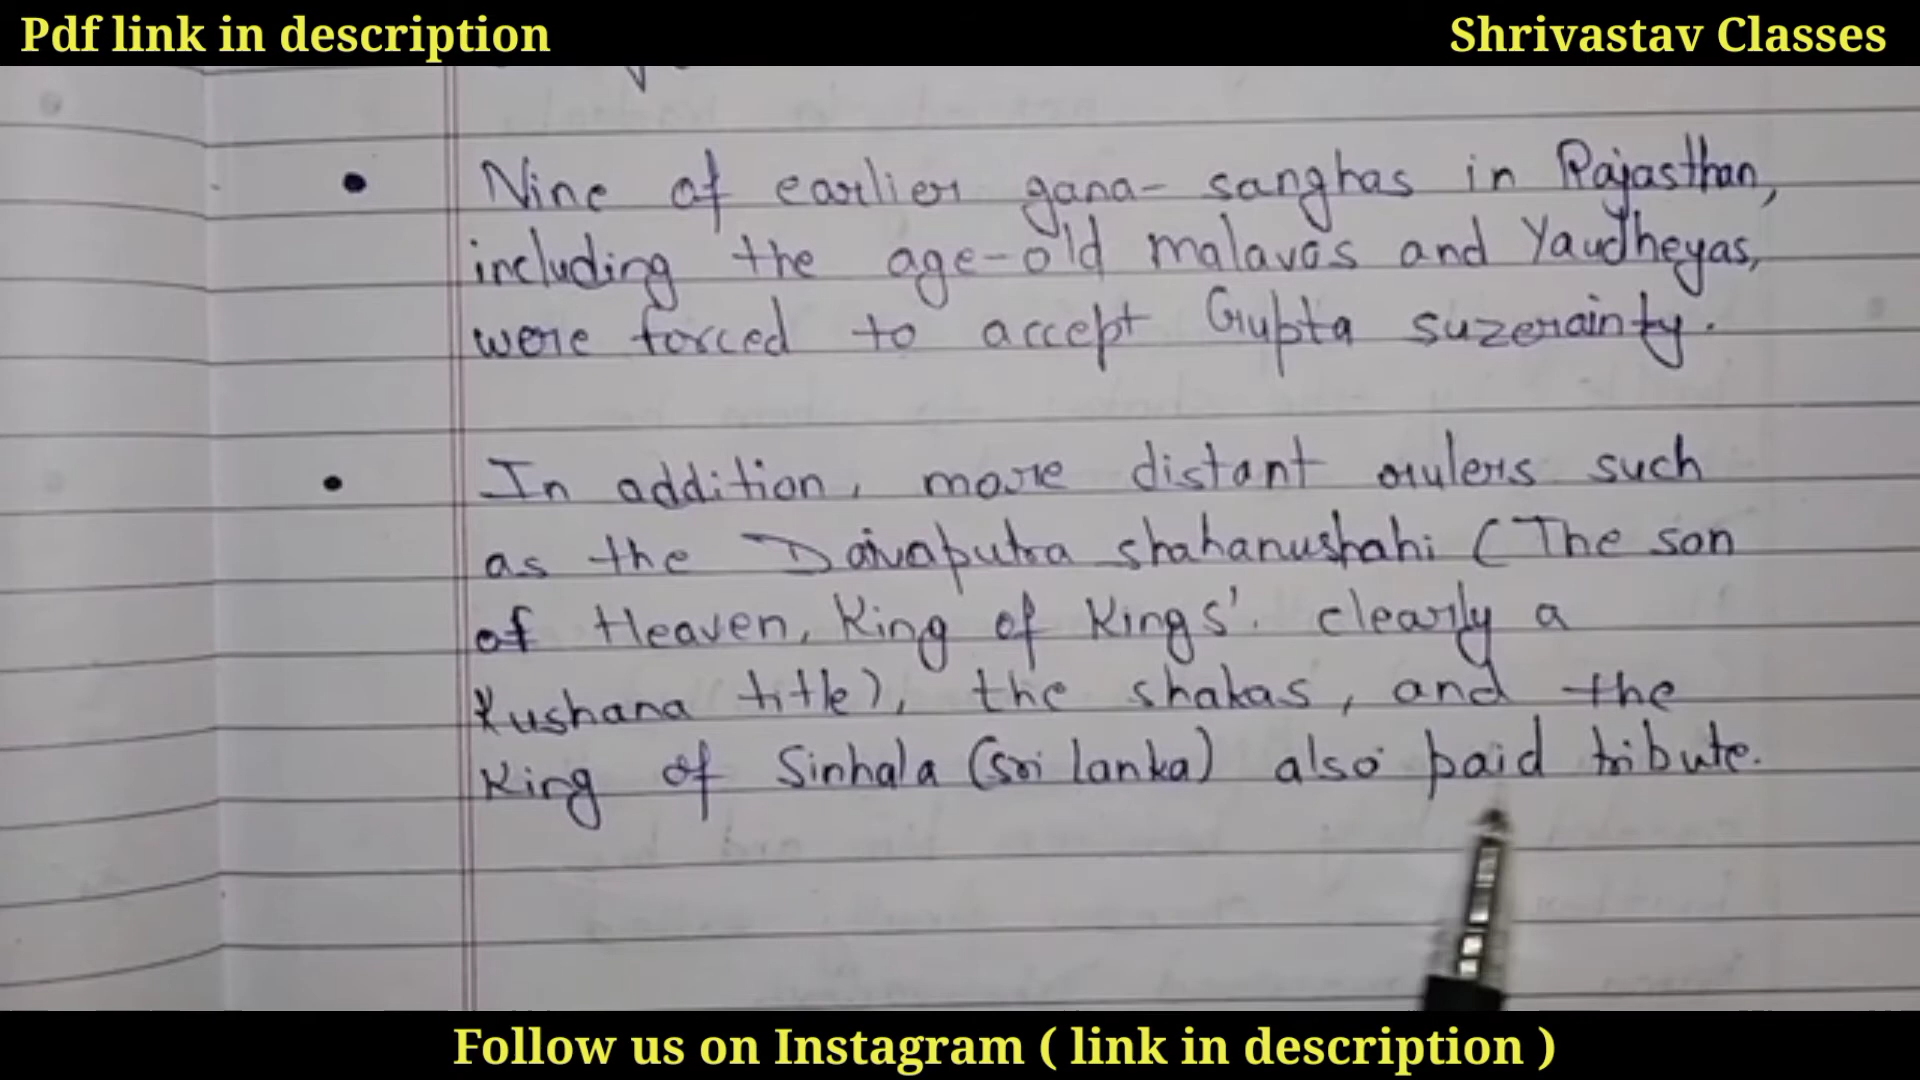 Pdf link in description
Shrivastav Classes
• Nine of earlier gana- sanghas in Rajasthan,
including the age-old malavas and Yaudheyas,
were forced to accept Gupta suzerainty.
• In addition, more distant rulers such
as the Daivaputra shahanushahi (The son
of Heaven, King of Kings'. clearly a
Kushana title), the shakas, and the
King of Sinhala (Sri lanka) also paid tribute.
Follow us on Instagram ( link in description )